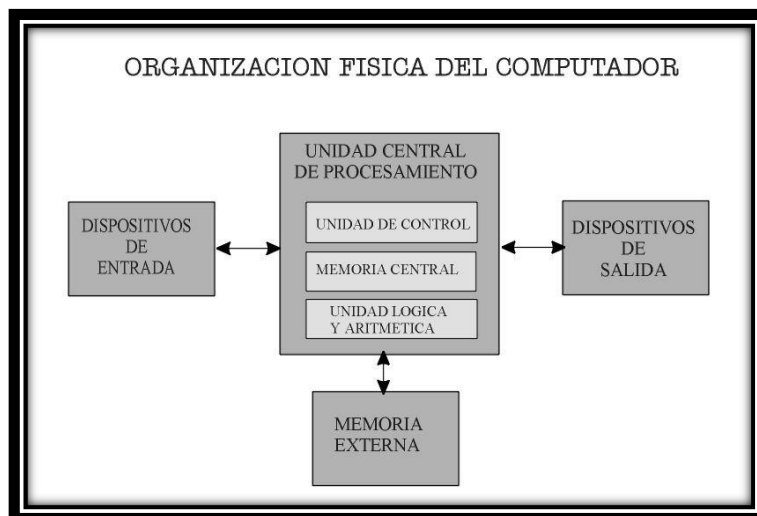 ORGANIZACION FISICA DEL COMPUTADOR
UNIDAD CENTRAL
DE PROCESAMIENTO
UNIDAD DE CONTROL
MEMORIA CENTRAL
UNIDAD LOGICA
Y ARITMETICA
DISPOSITIVOS
DE
ENTRADA
DISPOSITIVOS
DE
SALIDA
MEMORIA
EXTERNA